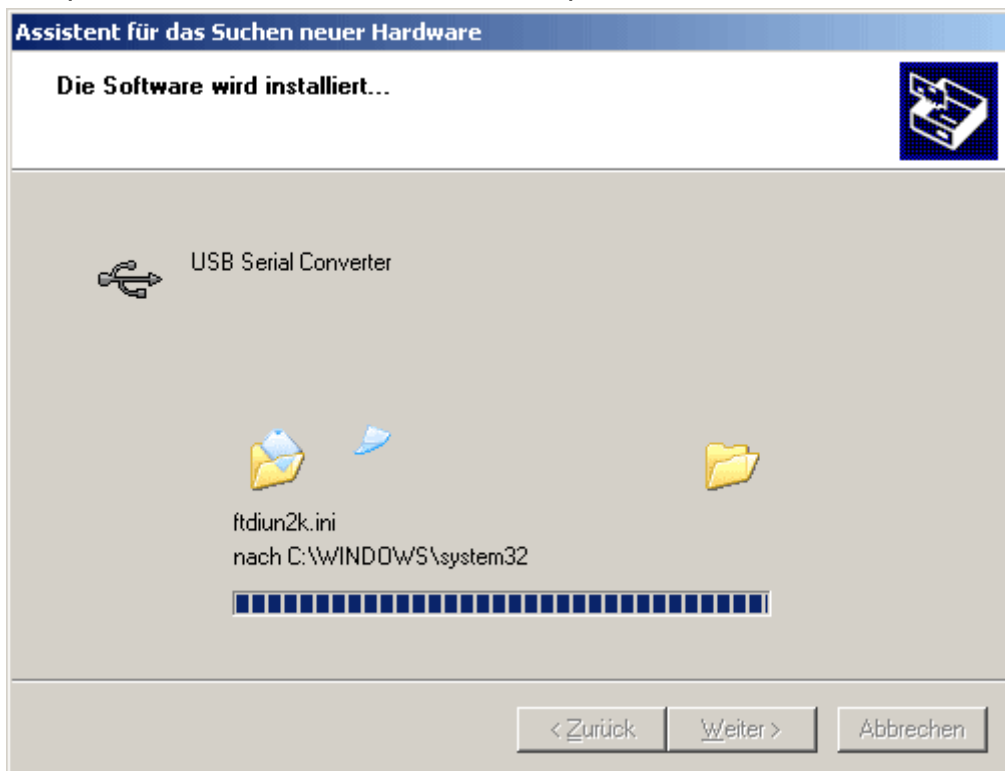 Assistent für das Suchen neuer Hardware
Die Software wird installiert...
USB Serial Converter
ftdiun2k.ini
nach C:\WINDOWS\system32
< Zurück
Weiter >
Abbrechen